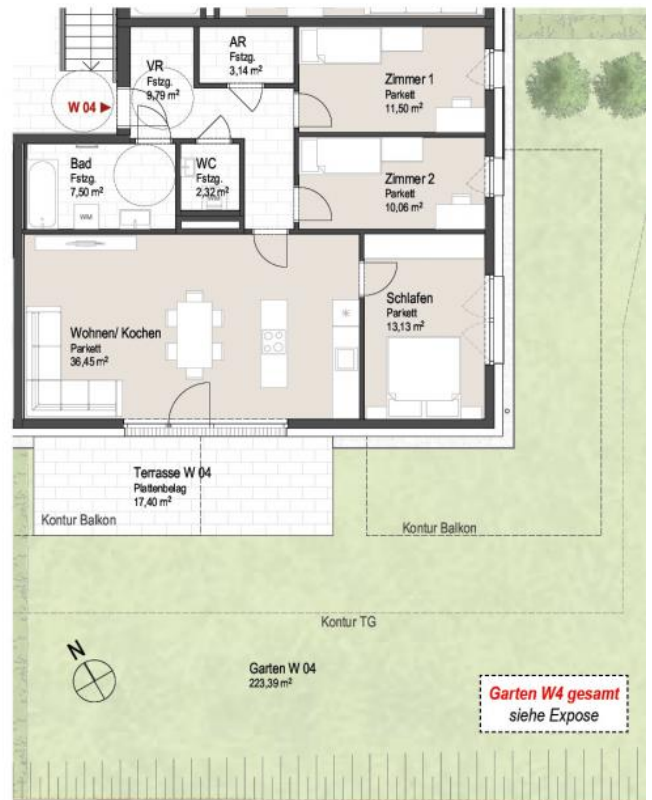 AR
Fstzg.
3,14 m²
VR
Fstzg.
9,79 m²
Zimmer 1
Parkett
11,50 m²
W 04
Bad
Fstzg.
7,50 m²
WC
Fstzg.
2,32 m²
Zimmer 2
Parkett
10,06 m²
WM
Wohnen/ Kochen
Parkett
36,45 m²
Schlafen
Parkett
13,13 m²
Terrasse W 04
Plattenbelag
17,40 m²
Kontur Balkon
Kontur Balkon
Kontur TG
N
Garten W 04
223,39 m²
Garten W4 gesamt
siehe Expose